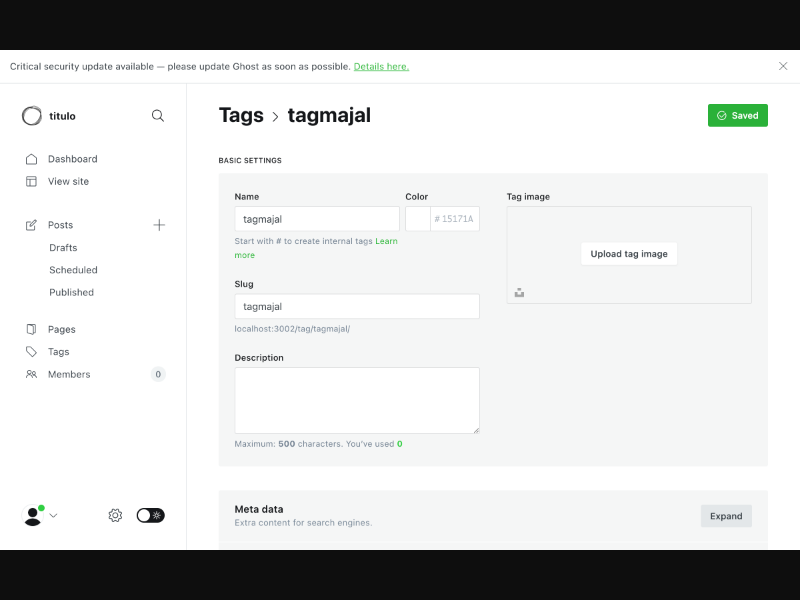 Critical security update available — please update Ghost as soon as possible. Details here.
titulo
Tags > tagmajal
Saved
Dashboard
View site
BASIC SETTINGS
Name
Color
Tag image
Posts
tagmajal
# 15171A
Drafts
Start with # to create internal tags Learn
more
Upload tag image
Scheduled
Slug
Published
tagmajal
Pages
localhost:3002/tag/tagmajal/
Tags
Description
Members
0
Maximum: 500 characters. You've used 0
Meta data
Extra content for search engines.
Expand